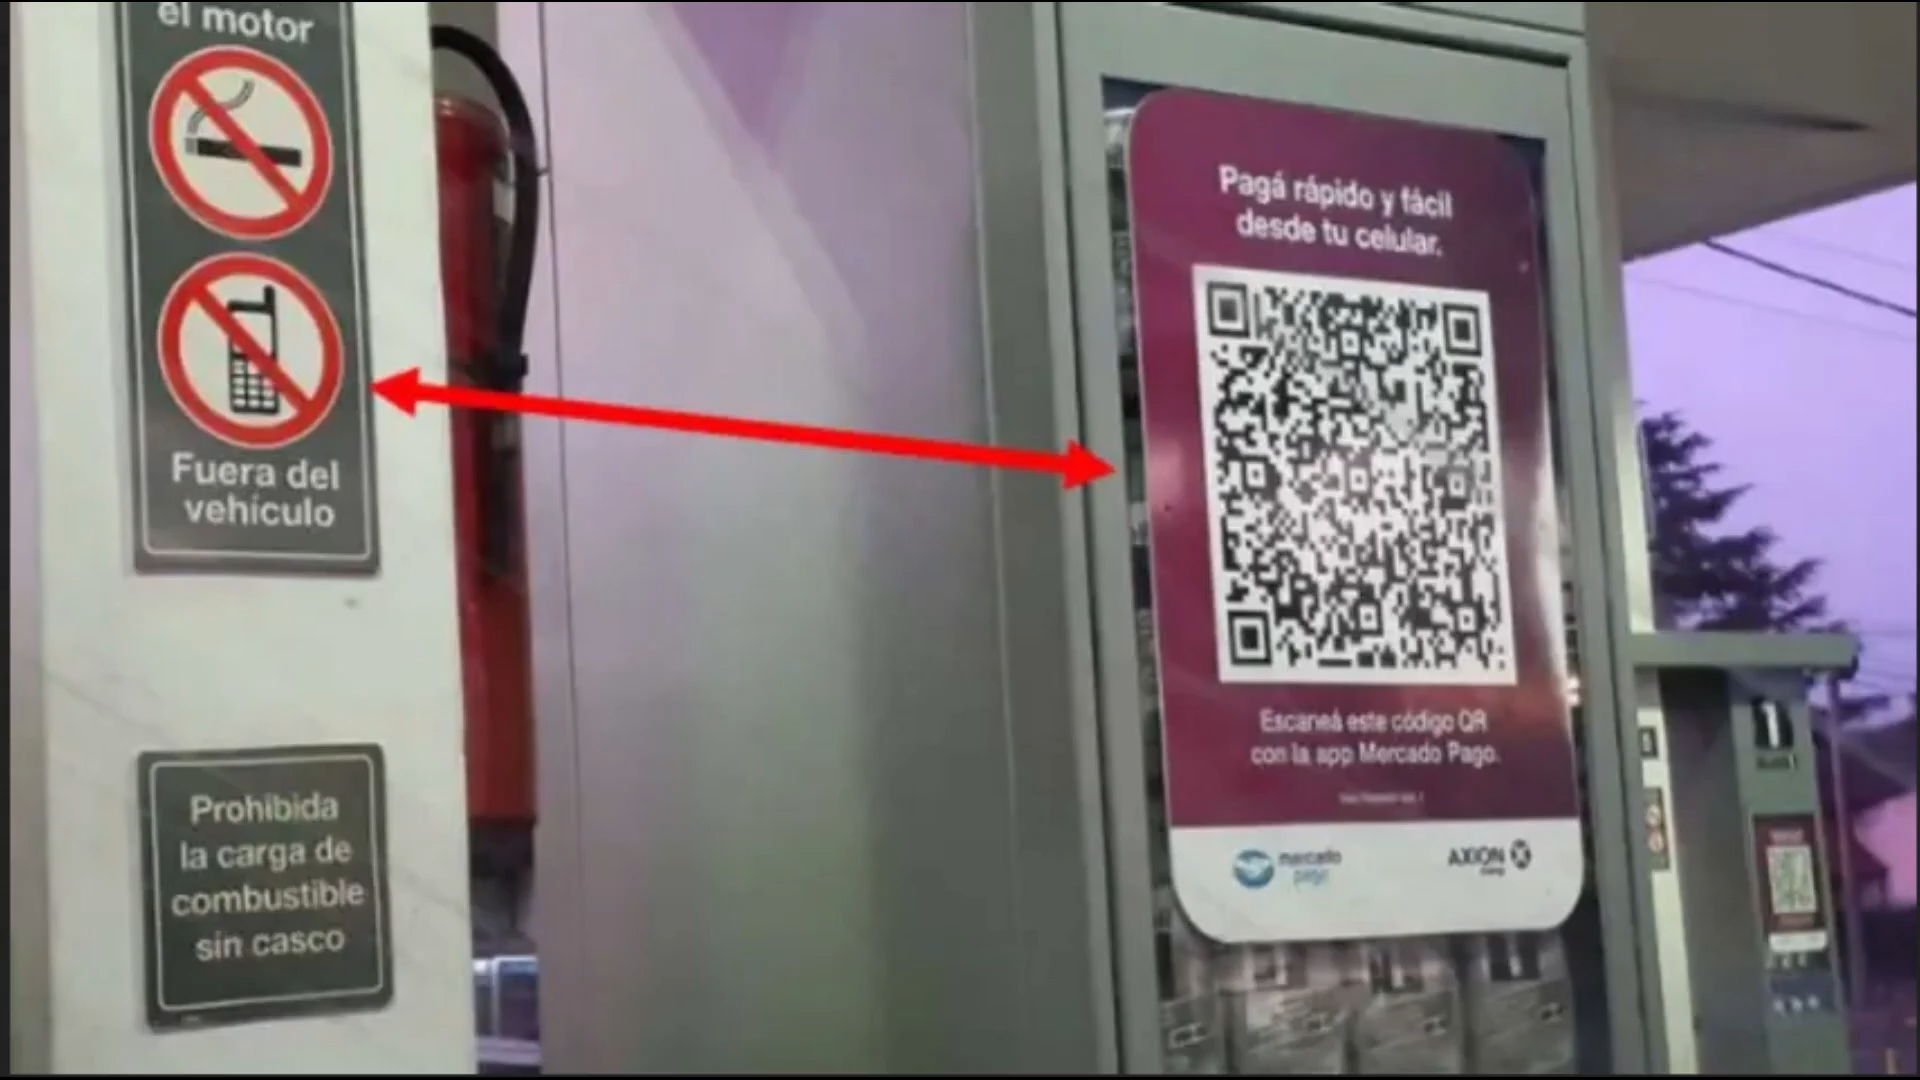 el motor
Fuera del
vehículo
Prohibida
la carga de
combustible
sin casco
Pagá rápido y fácil
desde tu celular.
Escaneá este código QR
con la app Mercado Pago.
mercado
pago
AXION
1